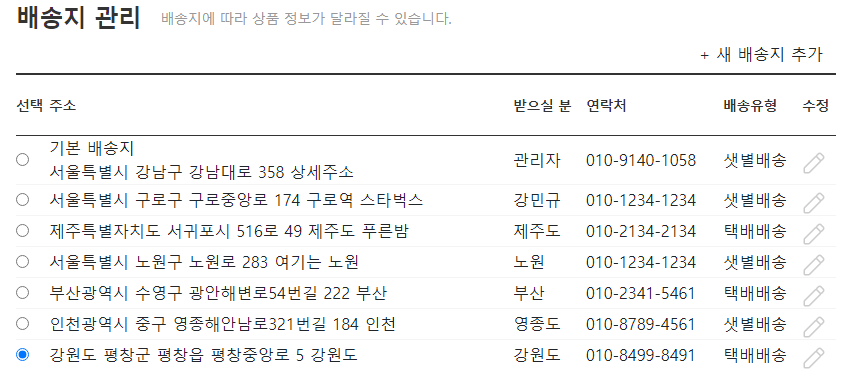 배송지 관리 배송지에 따라 상품 정보가 달라질 수 있습니다.
+ 새 배송지 추가
선택 주소 받으실 분 연락처 배송유형 수정
기본 배송지
서울특별시 강남구 강남대로 358 상세주소 관리자 010-9140-1058 샛별배송
서울특별시 구로구 구로중앙로 174 구로역 스타벅스 강민규 010-1234-1234 샛별배송
제주특별자치도 서귀포시 516로 49 제주도 푸른밤 제주도 010-2134-2134 택배배송
서울특별시 노원구 노원로 283 여기는 노원 노원 010-1234-1234 샛별배송
부산광역시 수영구 광안해변로54번길 222 부산 부산 010-2341-5461 택배배송
인천광역시 중구 영종해안남로321번길 184 인천 영종도 010-8789-4561 샛별배송
강원도 평창군 평창읍 평창중앙로 5 강원도 강원도 010-8499-8491 택배배송